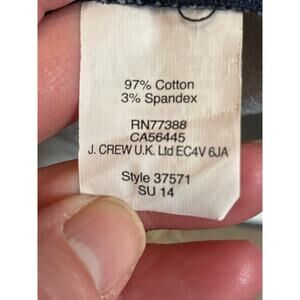 97% Cotton
3% Spandex
RN77388
CA56445
J. CREW U.K. Ltd EC4V 6JA
Style 37571
SU 14